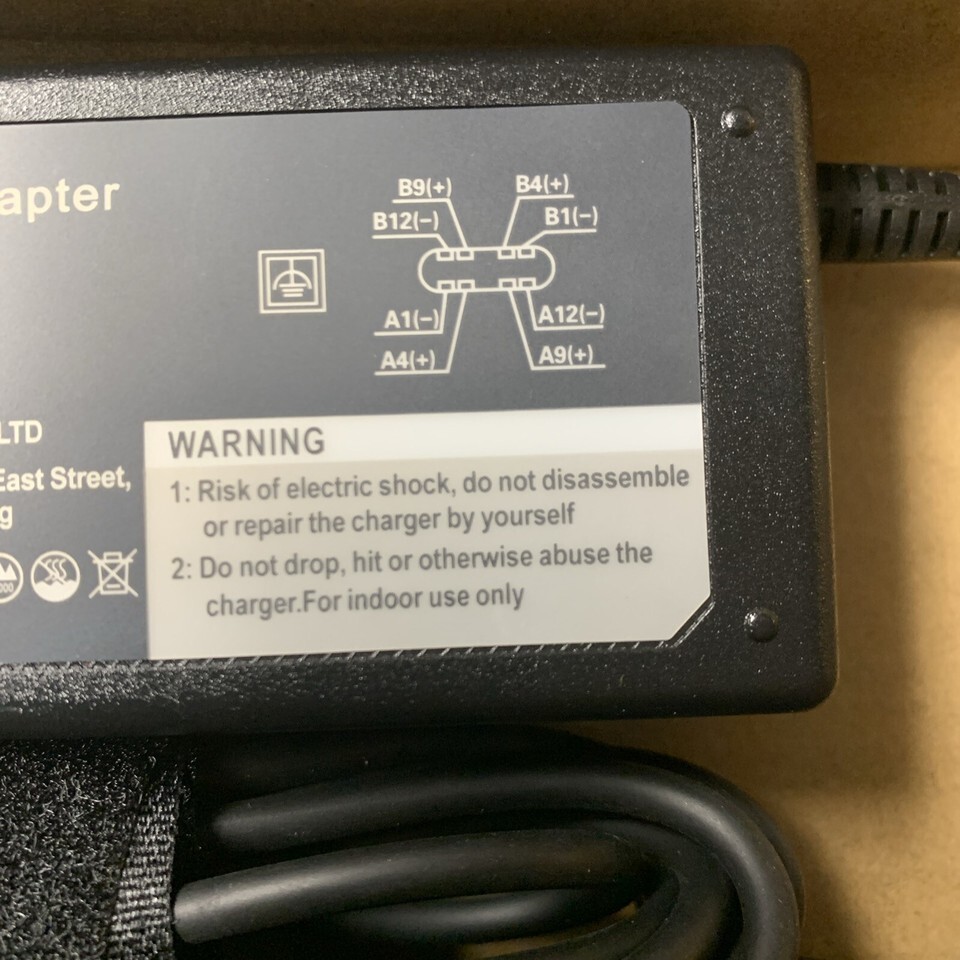 apter
B9(+) B4(+)
B12(-) B1(-)
A1(-) A12(-)
A4(+) A9(+)
LTD
East Street,
g
WARNING
1: Risk of electric shock, do not disassemble
or repair the charger by yourself
2: Do not drop, hit or otherwise abuse the
charger.For indoor use only